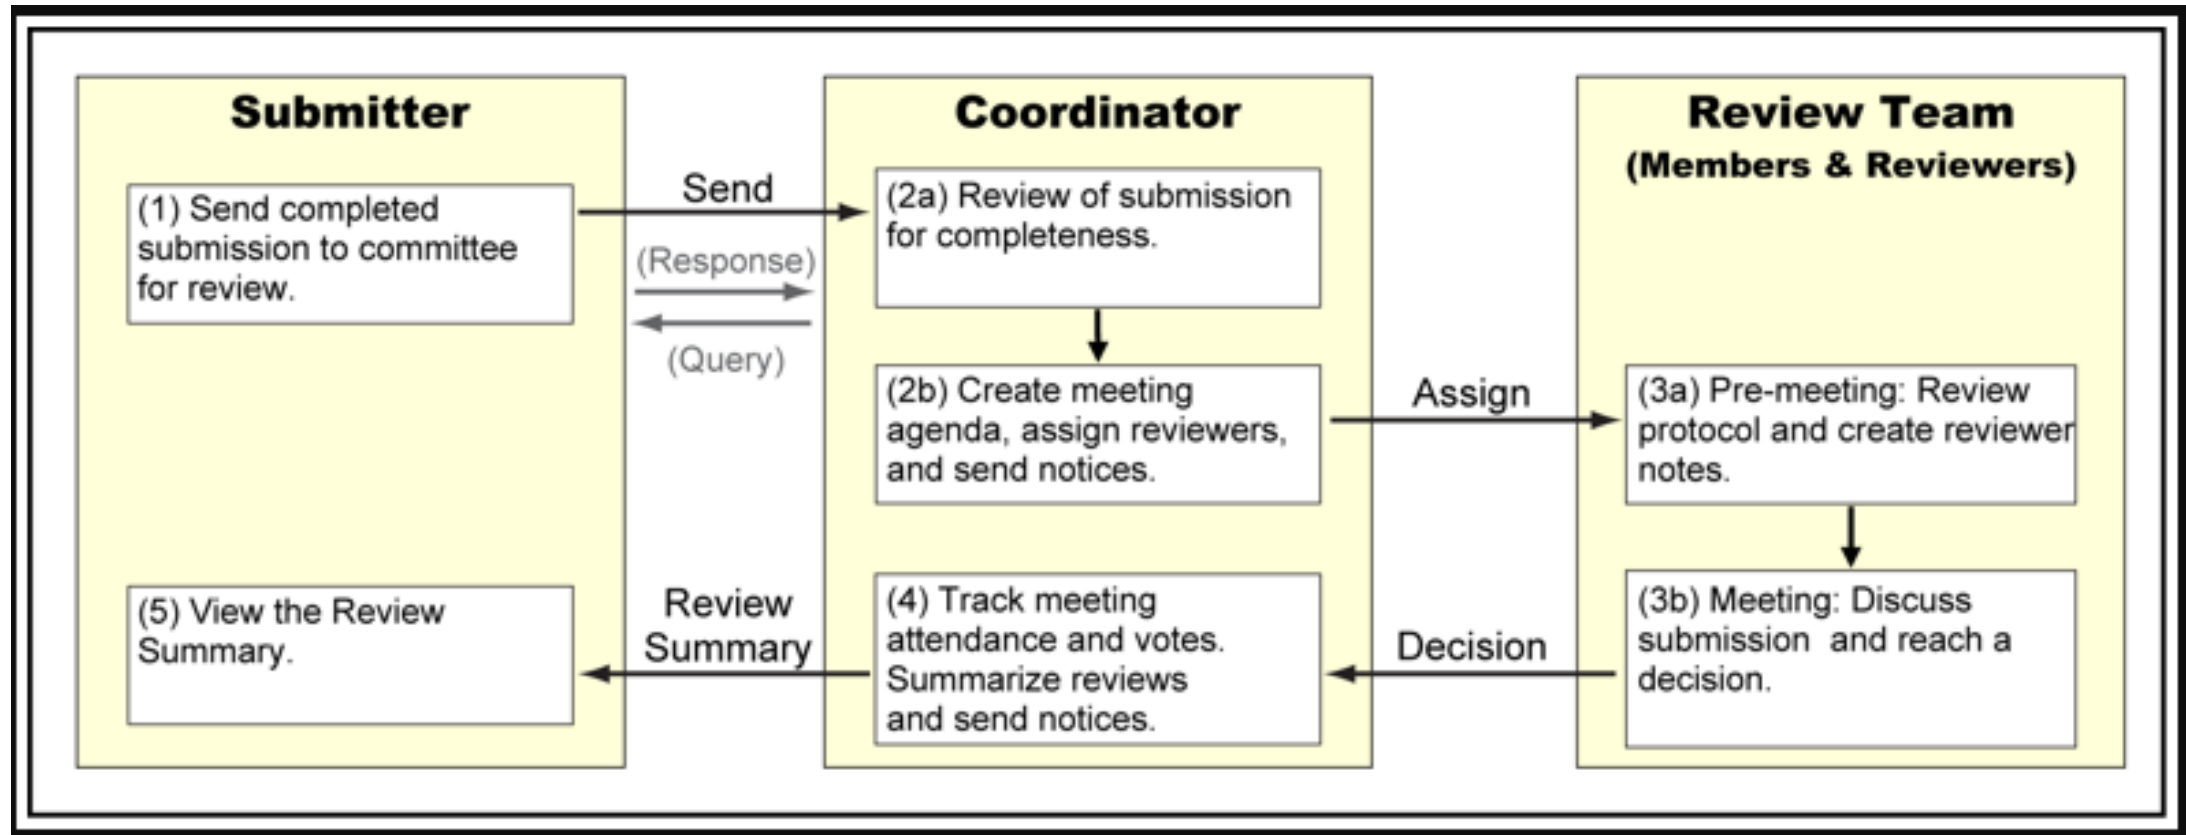 Submitter
(1) Send completed
submission to committee
for review.
(5) View the Review
Summary.
Send
(Response)
(Query)
Review
Summary
Coordinator
(2a) Review of submission
for completeness.
(2b) Create meeting
agenda, assign reviewers,
and send notices.
(4) Track meeting
attendance and votes.
Summarize reviews
and send notices.
Assign
Decision
Review Team
(Members & Reviewers)
(3a) Pre-meeting: Review
protocol and create reviewer
notes.
(3b) Meeting: Discuss
submission  and reach a
decision.